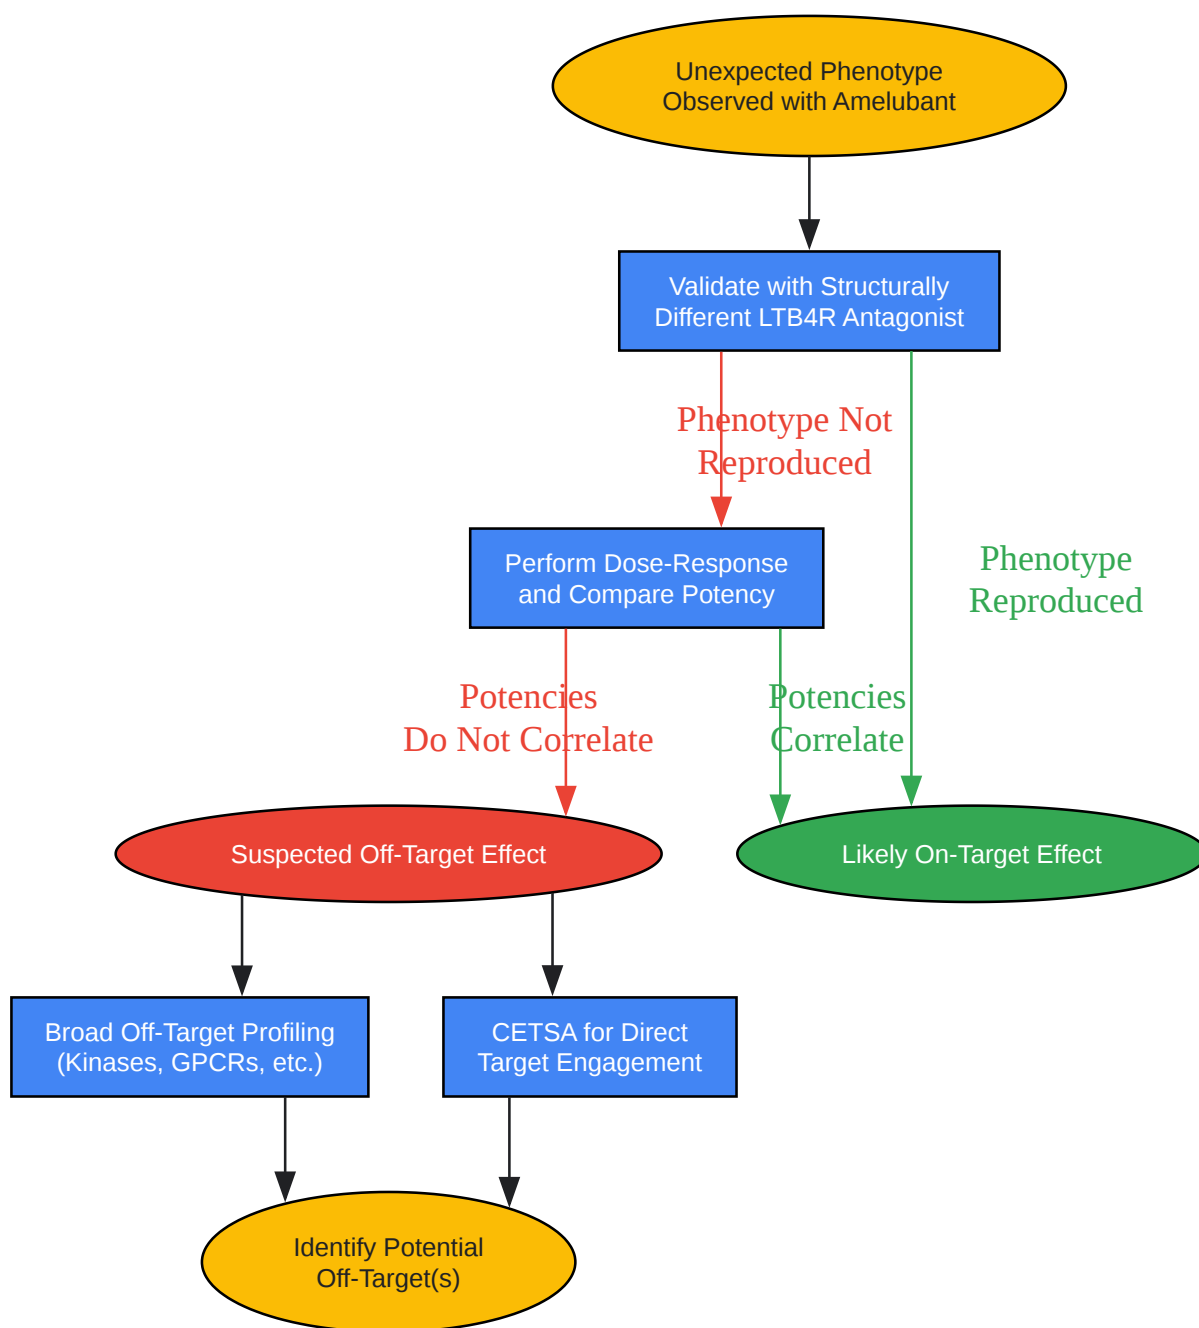 Unexpected Phenotype
Observed with Amelubant
Validate with Structurally
Different LTB4R Antagonist
Phenotype Not
Reproduced
Perform Dose-Response
and Compare Potency
Phenotype
Reproduced
Potencies
Do Not Correlate
Potencies
Correlate
Suspected Off-Target Effect
Likely On-Target Effect
Broad Off-Target Profiling
(Kinases, GPCRs, etc.)
CETSA for Direct
Target Engagement
Identify Potential
Off-Target(s)